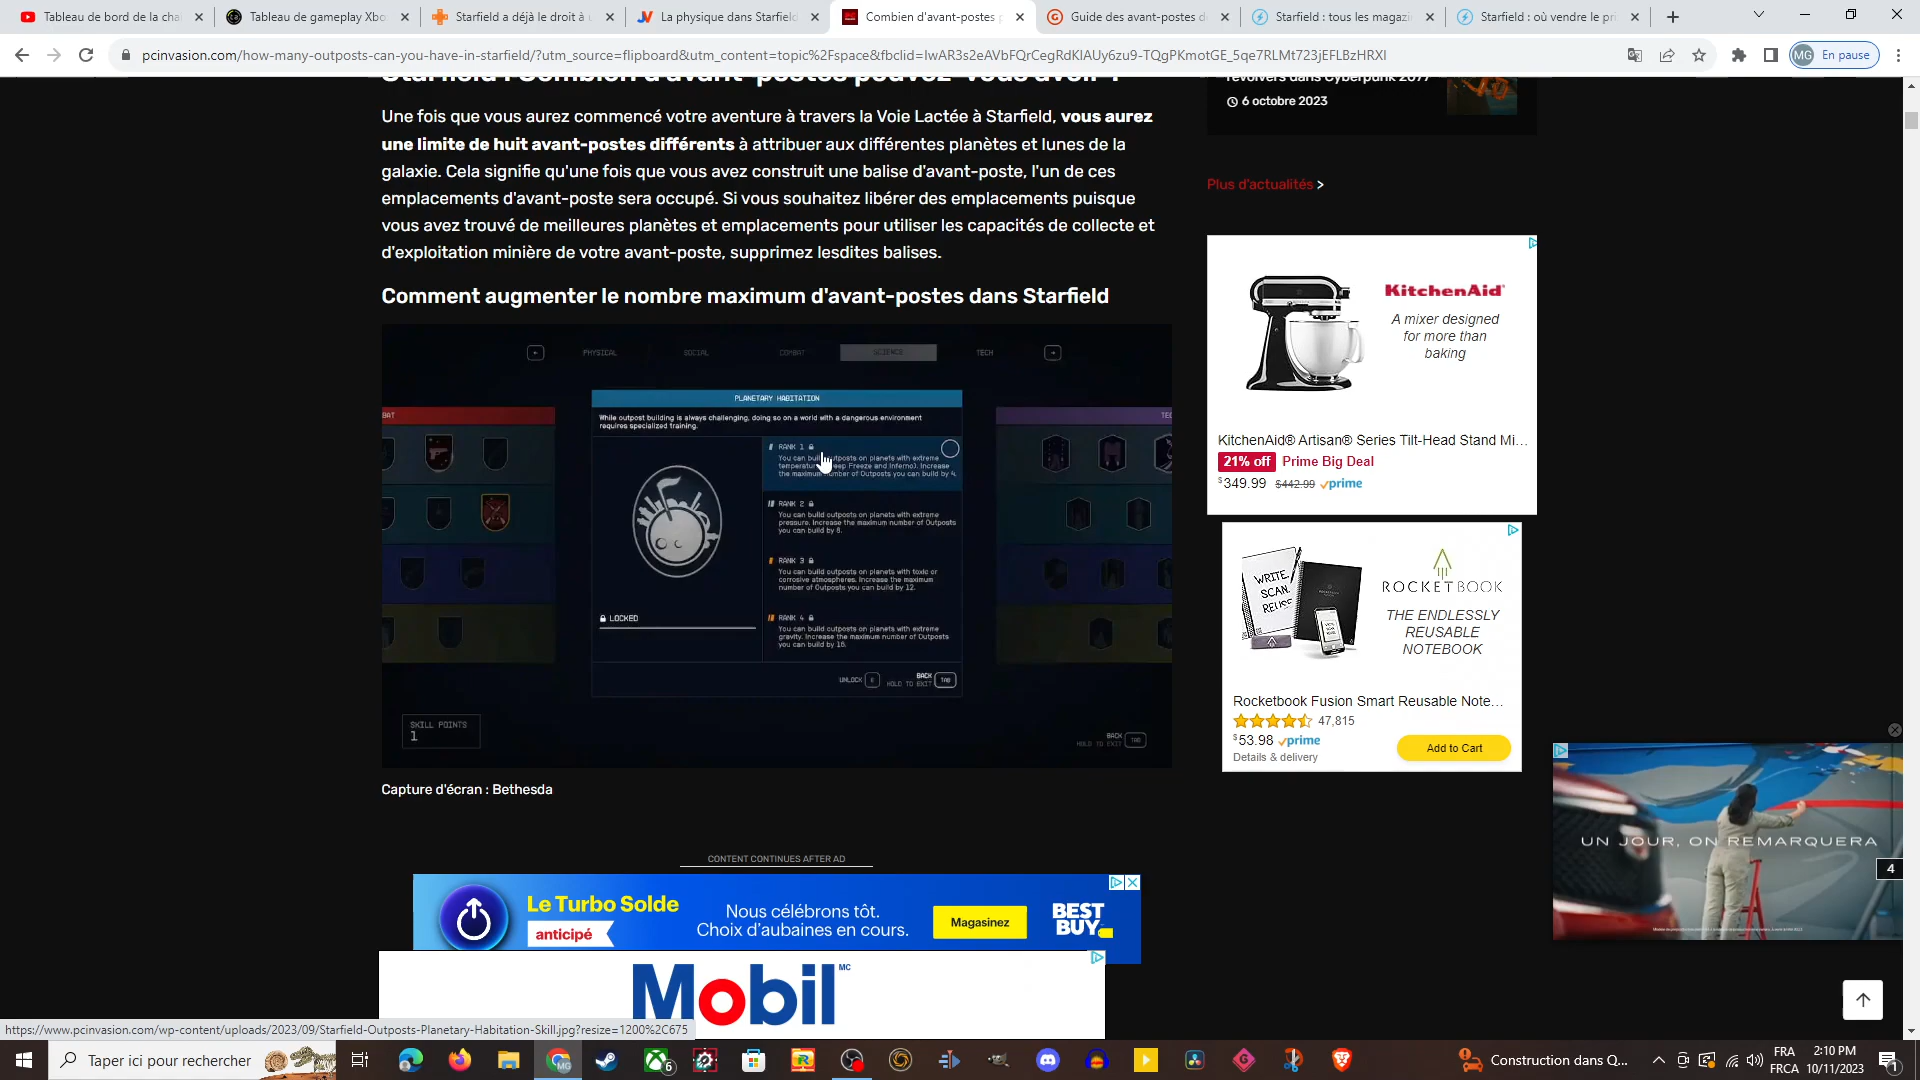 Tableau de bord de la cha
Tableau de gameplay Xbo
Starfield a déjà le droit à u
La physique dans Starfield
Combien d'avant-postes p
Guide des avant-postes de
Starfield : tous les magazi
Starfield : où vendre le pri
pcinvasion.com/how-many-outposts-can-you-have-in-starfield/?utm_source=flipboard&utm_content=topic%2Fspace&fbclid=IwAR3s2eAVbFQrCegRdKlAUy6zu9-TQgPKmotGE_5qe7RLMt723jEFLBzHRXI
MG En pause
Starfield : Combien d'avant-postes pouvez-vous avoir ?
Une fois que vous aurez commencé votre aventure à travers la Voie Lactée à Starfield, vous aurez
une limite de huit avant-postes différents à attribuer aux différentes planètes et lunes de la
galaxie. Cela signifie qu'une fois que vous avez construit une balise d'avant-poste, l'un de ces
emplacements d'avant-poste sera occupé. Si vous souhaitez libérer des emplacements puisque
vous avez trouvé de meilleures planètes et emplacements pour utiliser les capacités de collecte et
d'exploitation minière de votre avant-poste, supprimez lesdites balises.
Comment augmenter le nombre maximum d'avant-postes dans Starfield
PHYSICAL
SOCIAL
COMBAT
SCIENCE
TECH
PLANETARY HABITATION
While outpost building is always challenging, doing so on a world with a dangerous environment
requires specialized training.
BAT
TEC
RANK 1
You can build outposts on planets with extreme
Freeze and Inferno). Increase
the maximum number of Outposts you can build by 4.
RANK 2
You can build outposts on planets with extreme
pressure. Increase the maximum number of Outposts
you can build by 8.
RANK 3
You can build outposts on planets with toxic or
corrosive atmospheres. Increase the maximum
number of Outposts you can build by 12.
RANK 4
You can build outposts on planets with extreme
gravity. Increase the maximum number of Outposts
you can build by 16.
LOCKED
UNLOCK E
BACK
HOLD TO EXIT TAB
SKILL POINTS
1
BACK
HOLD TO EXIT TAB
Capture d'écran : Bethesda
CONTENT CONTINUES AFTER AD
Le Turbo Solde
anticipé
Nous célébrons tôt.
Choix d'aubaines en cours.
Magasinez
BEST
BUY
Mobil MC
revolvers dans Cyberpunk 2077
6 octobre 2023
Plus d'actualités >
KitchenAid
A mixer designed
for more than
baking
KitchenAid® Artisan® Series Tilt-Head Stand Mi...
21% off Prime Big Deal
$349.99 $442.99 prime
WRITE.
SCAN.
REUSE.
ROCKETBOOK
THE ENDLESSLY
REUSABLE
NOTEBOOK
Rocketbook Fusion Smart Reusable Note...
47,815
$53.98 prime
Details & delivery
Add to Cart
UN JOUR, ON REMARQUERA
4
https://www.pcinvasion.com/wp-content/uploads/2023/09/Starfield-Outposts-Planetary-Habitation-Skill.jpg?resize=1200%2C675
Taper ici pour rechercher
6
Construction dans Q...
FRA
FRCA
2:10 PM
10/11/2023
1